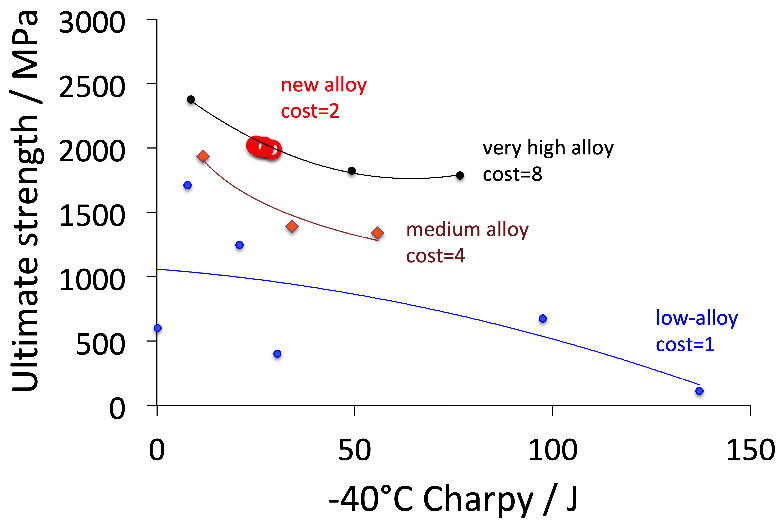 3000
2500
2000
1500
1000
500
0
Ultimate strength / MPa
new alloy
cost=2
very high alloy
cost=8
medium alloy
cost=4
low-alloy
cost=1
0 50 100 150
-40°C Charpy / J